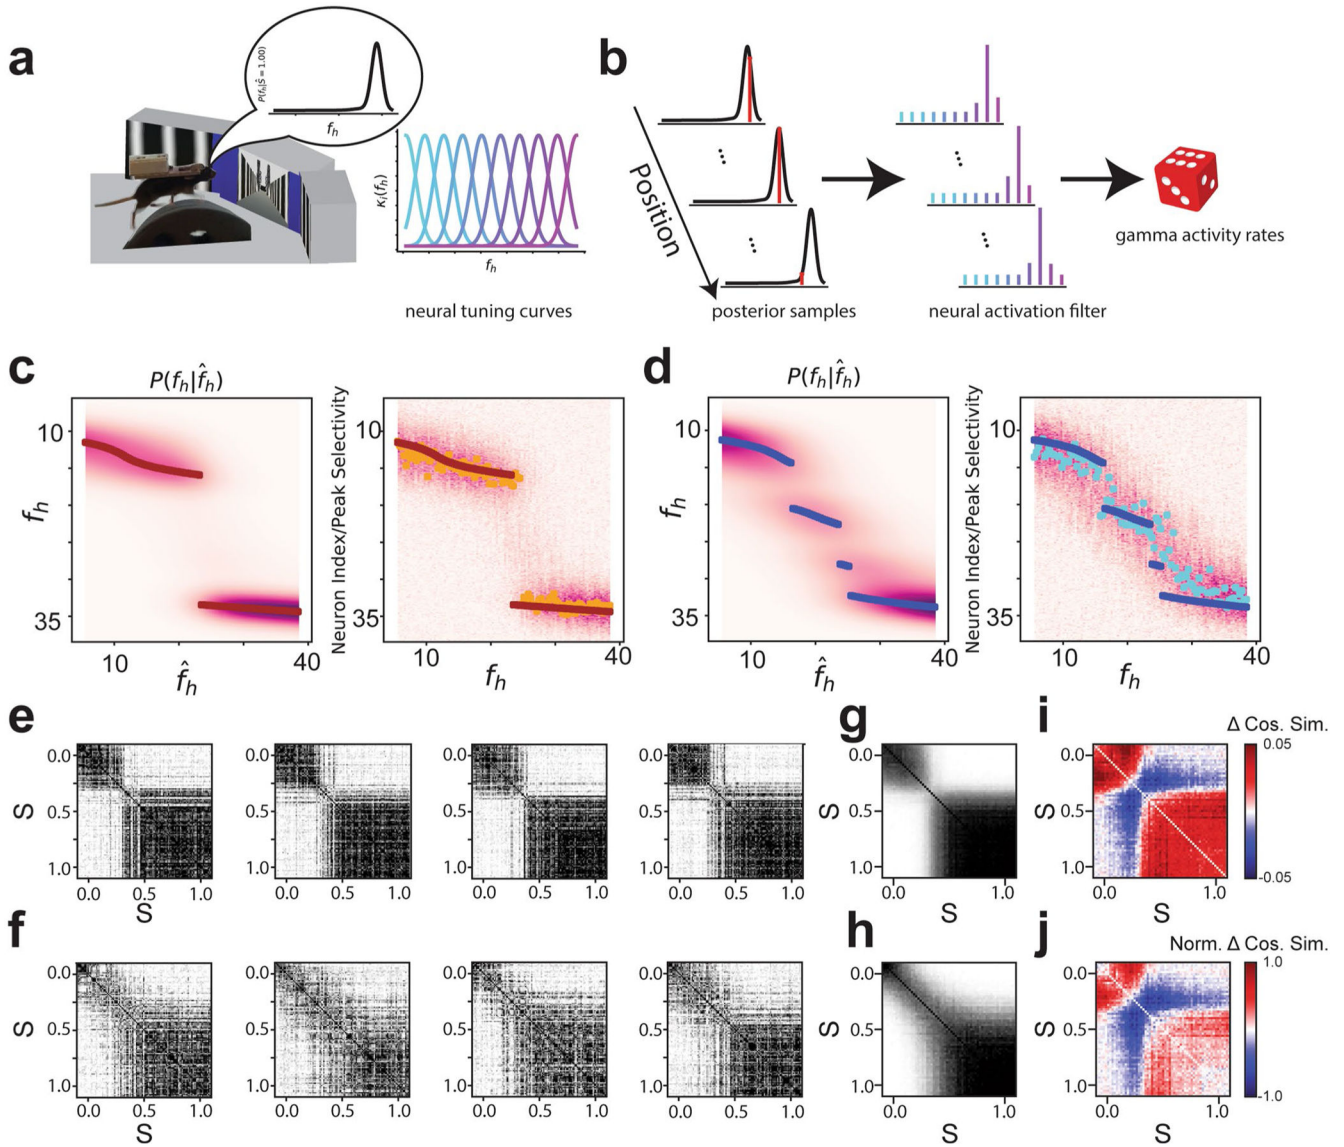 a
P(f_h|Ŝ = 1.00)
f_h
κ_i(f_h)
f_h
neural tuning curves
b
Position
posterior samples
neural activation filter
gamma activity rates
c
P(f_h|f̂_h)
f_h
10
35
10
40
f̂_h
Neuron Index/Peak Selectivity
10
35
10
40
f_h
d
P(f_h|f̂_h)
f_h
10
35
10
40
f̂_h
Neuron Index/Peak Selectivity
10
35
10
40
f_h
e
S
0.0
0.5
1.0
0.0 0.5 1.0
S
0.0 0.5 1.0
0.0 0.5 1.0
0.0 0.5 1.0
g
S
0.0
0.5
1.0
0.0 1.0
S
i
Δ Cos. Sim.
0.05
-0.05
S
0.0
0.5
1.0
0.0 1.0
S
f
S
0.0
0.5
1.0
0.0 0.5 1.0
S
0.0 0.5 1.0
0.0 0.5 1.0
0.0 0.5 1.0
h
S
0.0
0.5
1.0
0.0 1.0
S
j
Norm. Δ Cos. Sim.
1.0
-1.0
S
0.0
0.5
1.0
0.0 1.0
S